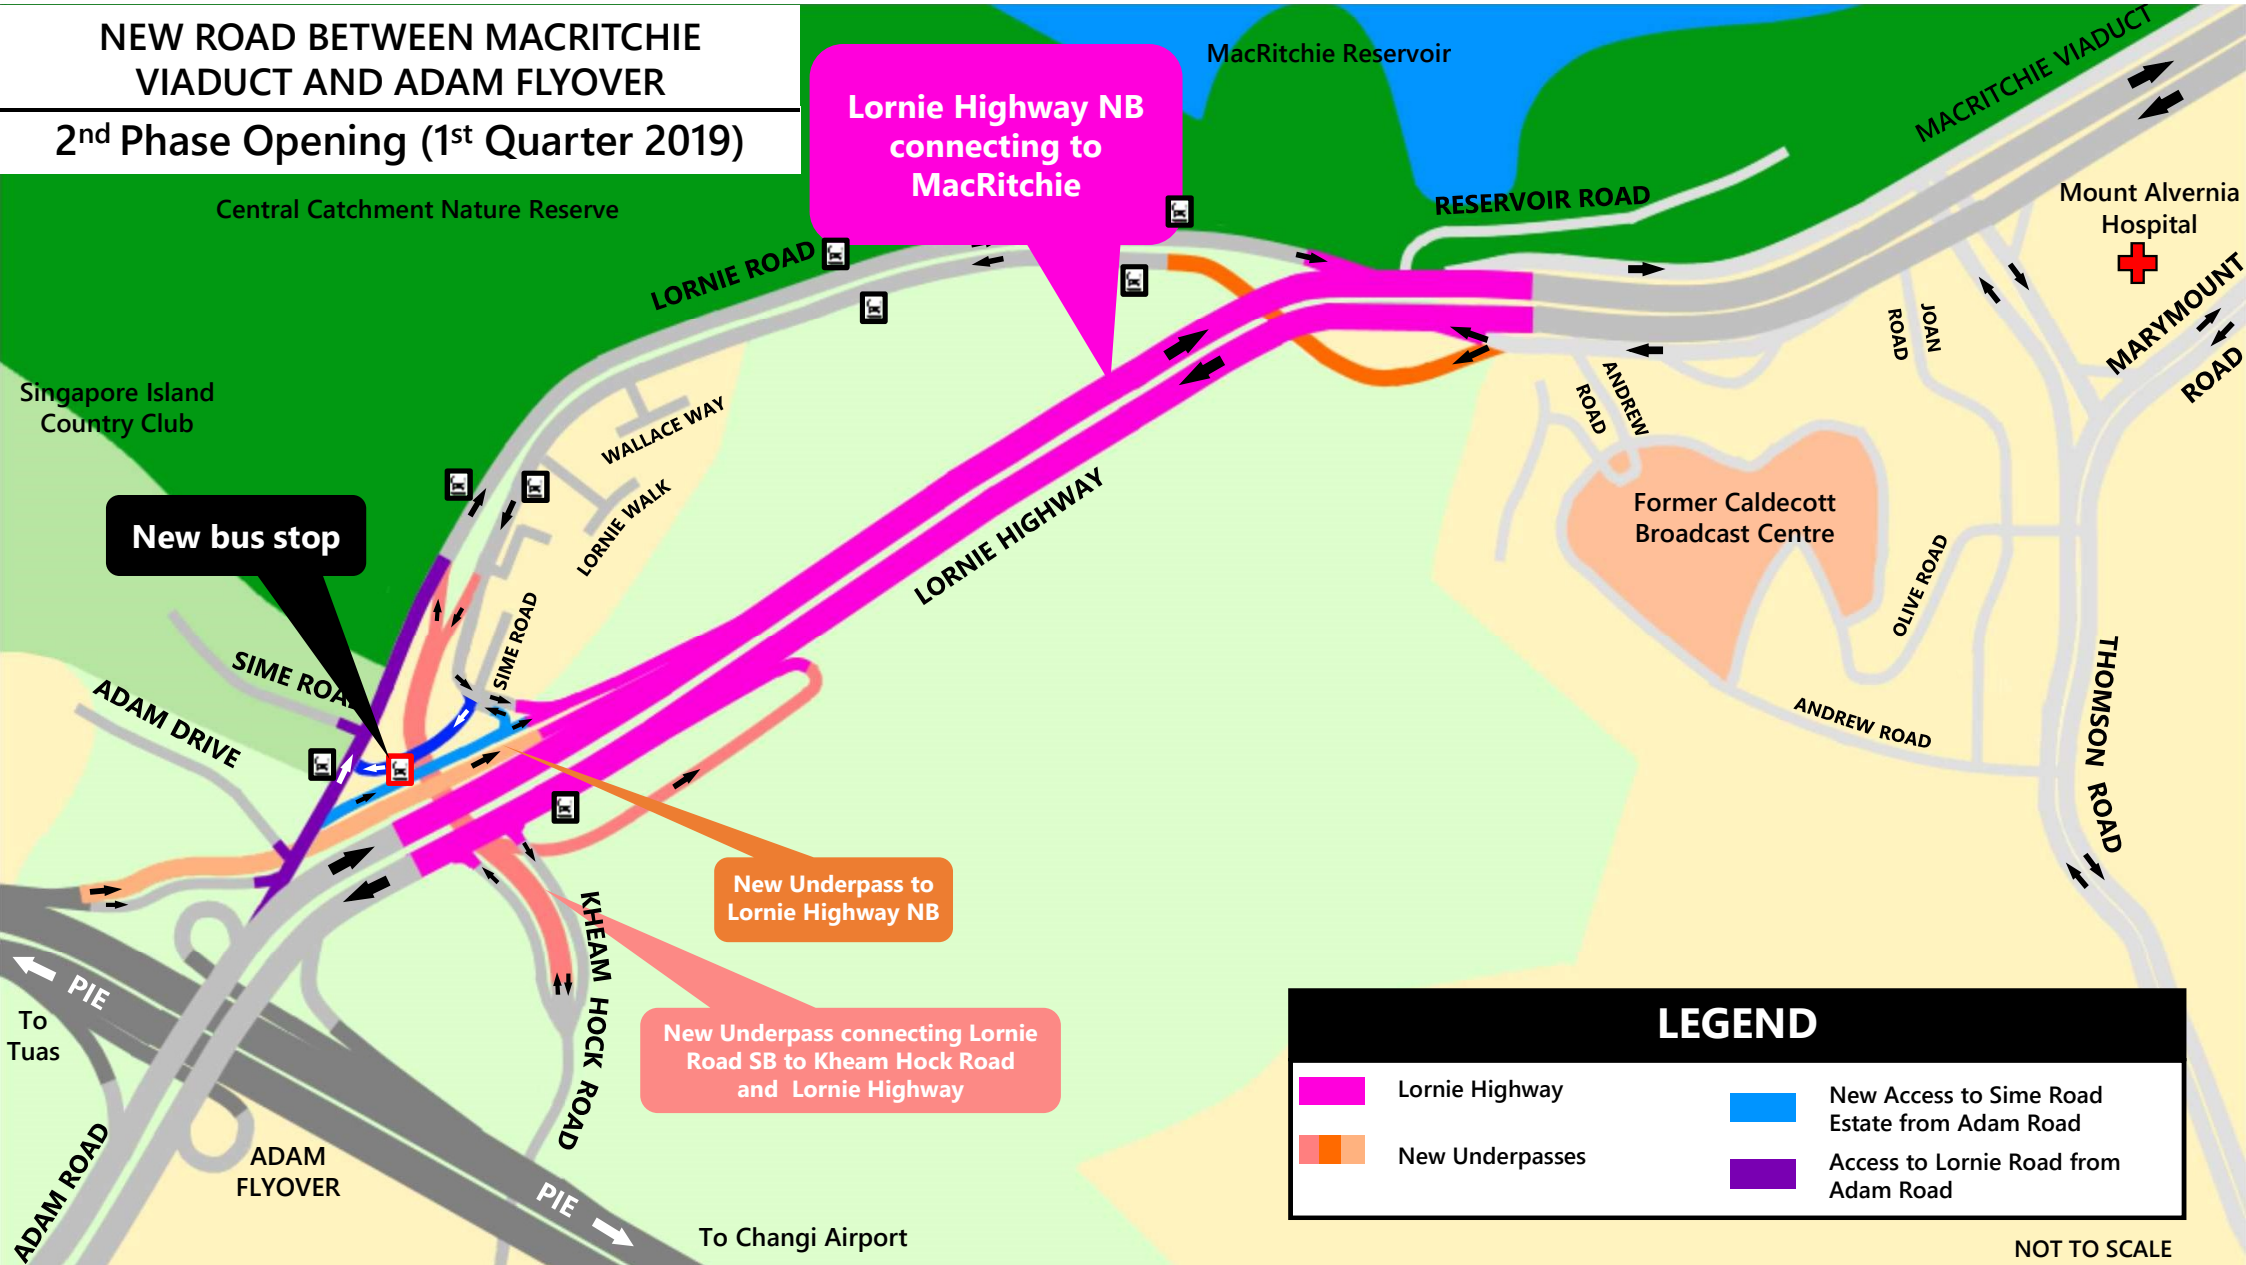 NEW ROAD BETWEEN MACRITCHIE
VIADUCT AND ADAM FLYOVER
2nd Phase Opening (1st Quarter 2019)
Lornie Highway NB
connecting to
MacRitchie
MacRitchie Reservoir
MACRITCHIE VIADUCT
Central Catchment Nature Reserve
RESERVOIR ROAD
Mount Alvernia
Hospital
LORNIE ROAD
MARYMOUNT
ROAD
JOAN
ROAD
Singapore Island
Country Club
WALLACE WAY
ANDREW
ROAD
LORNIE WALK
New bus stop
LORNIE HIGHWAY
Former Caldecott
Broadcast Centre
OLIVE ROAD
SIME ROAD
SIME ROA
ADAM DRIVE
THOMSON ROAD
ANDREW ROAD
New Underpass to
Lornie Highway NB
KHEAM HOCK ROAD
PIE
To
Tuas
New Underpass connecting Lornie
Road SB to Kheam Hock Road
and Lornie Highway
ADAM ROAD
ADAM
FLYOVER
PIE
To Changi Airport
LEGEND
Lornie Highway
New Underpasses
New Access to Sime Road
Estate from Adam Road
Access to Lornie Road from
Adam Road
NOT TO SCALE